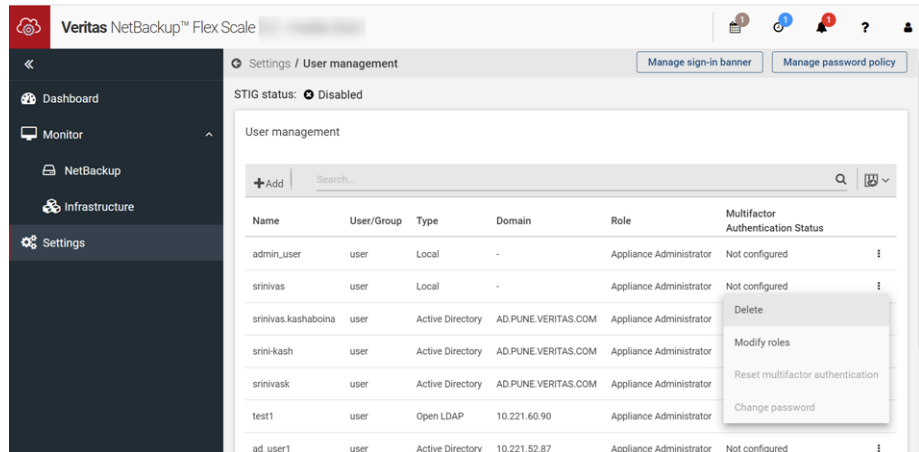 Veritas NetBackup™ Flex Scale
1
1
1
?
Settings / User management
Manage sign-in banner
Manage password policy
Dashboard
Monitor
NetBackup
Infrastructure
Settings
STIG status: Disabled
User management
Add
Search...
Name User/Group Type Domain Role Multifactor
Authentication Status
admin_user user Local - Appliance Administrator Not configured
srinivas user Local - Appliance Administrator Not configured
srinivas.kashaboina user Active Directory AD.PUNE.VERITAS.COM Appliance Administrator
srini-kash user Active Directory AD.PUNE.VERITAS.COM Appliance Administrator
srinivask user Active Directory AD.PUNE.VERITAS.COM Appliance Administrator
test1 user Open LDAP 10.221.60.90 Appliance Administrator
ad_user1 user Active Directory 10.221.52.87 Appliance Administrator Not configured
Delete
Modify roles
Reset multifactor authentication
Change password